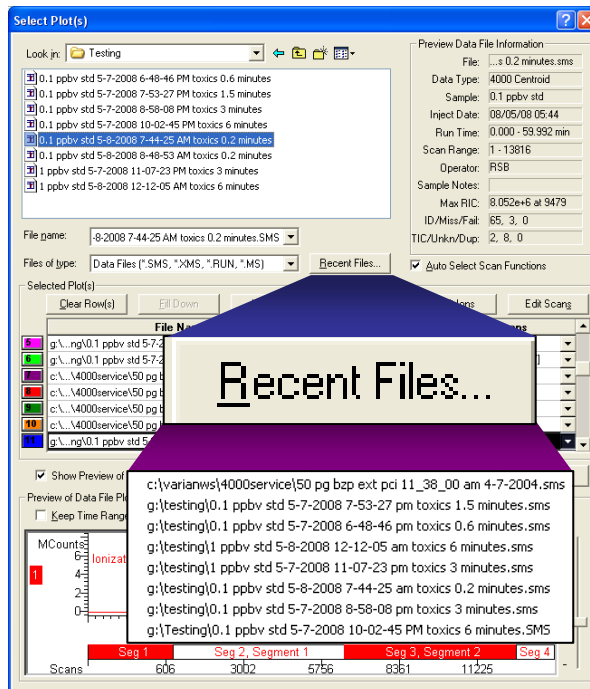 Select Plot(s)
Look in: Testing
0.1 ppbv std 5-7-2008 6-48-46 PM toxics 0.6 minutes
0.1 ppbv std 5-7-2008 7-53-27 PM toxics 1.5 minutes
0.1 ppbv std 5-7-2008 8-58-08 PM toxics 3 minutes
0.1 ppbv std 5-7-2008 10-02-45 PM toxics 6 minutes
0.1 ppbv std 5-8-2008 7-44-25 AM toxics 0.2 minutes
0.1 ppbv std 5-8-2008 8-48-53 AM toxics 0.2 minutes
1 ppbv std 5-7-2008 11-07-23 PM toxics 3 minutes
1 ppbv std 5-8-2008 12-12-05 AM toxics 6 minutes
File name: -8-2008 7-44-25 AM toxics 0.2 minutes.SMS
Files of type: Data Files (*.SMS, *.XMS, *.RUN, *.MS)
Recent Files...
Preview Data File Information
File: ...s 0.2 minutes.sms
Data Type: 4000 Centroid
Sample: 0.1 ppbv std
Inject Date: 08/05/08 05:44
Run Time: 0.000 - 59.992 min
Scan Range: 1 - 13816
Operator: RSB
Sample Notes:
Max RIC: 8.052e+6 at 9479
ID/Miss/Fail: 65, 3, 0
TIC/Unkn/Dup: 2, 8, 0
Auto Select Scan Functions
Selected Plot(s)
Clear Row(s) Fill Down Edit Scans
File Na
5 g:\...ng\0.1 ppbv std 5-7-2
6 g:\...ng\0.1 ppbv std 5-7-2
7 c:\...\4000service\50 pg b
8 c:\...\4000service\50 pg b
9 c:\...\4000service\50 pg b
10 c:\...\4000service\50 pg b
11 g:\...ng\0.1 ppbv std 5-
Recent Files...
Show Preview of
Preview of Data File Plo
Keep Time Range
c:\varianws\4000service\50 pg bzp ext pci 11_38_00 am 4-7-2004.sms
g:\testing\0.1 ppbv std 5-7-2008 7-53-27 pm toxics 1.5 minutes.sms
g:\testing\0.1 ppbv std 5-7-2008 6-48-46 pm toxics 0.6 minutes.sms
g:\testing\1 ppbv std 5-8-2008 12-12-05 am toxics 6 minutes.sms
g:\testing\1 ppbv std 5-7-2008 11-07-23 pm toxics 3 minutes.sms
g:\testing\0.1 ppbv std 5-8-2008 7-44-25 am toxics 0.2 minutes.sms
g:\testing\0.1 ppbv std 5-7-2008 8-58-08 pm toxics 3 minutes.sms
g:\Testing\0.1 ppbv std 5-7-2008 10-02-45 PM toxics 6 minutes.SMS
MCounts
Ionizat
1
6
4
2
0
Seg 1 Seg 2, Segment 1 Seg 3, Segment 2 Seg 4
Scans 606 3002 5756 8361 11225